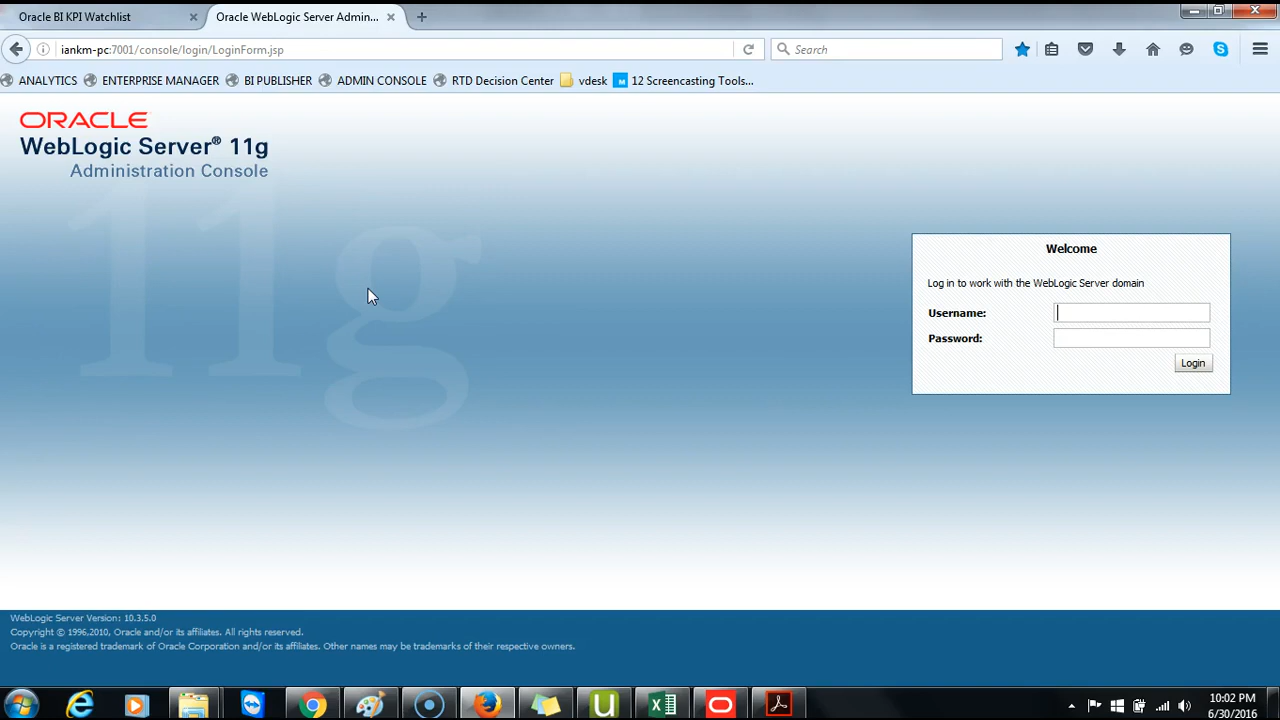 Oracle BI KPI Watchlist
Oracle WebLogic Server Admin...
iankm-pc:7001/console/login/LoginForm.jsp
Search
ANALYTICS
ENTERPRISE MANAGER
BI PUBLISHER
ADMIN CONSOLE
RTD Decision Center
vdesk
m
12 Screencasting Tools...
ORACLE
WebLogic Server® 11g
Administration Console
11g
Welcome
Log in to work with the WebLogic Server domain
Username:
Password:
Login
WebLogic Server Version: 10.3.5.0
Copyright © 1996,2010, Oracle and/or its affiliates. All rights reserved.
Oracle is a registered trademark of Oracle Corporation and/or its affiliates. Other names may be trademarks of their respective owners.
10:02 PM
6/30/2016